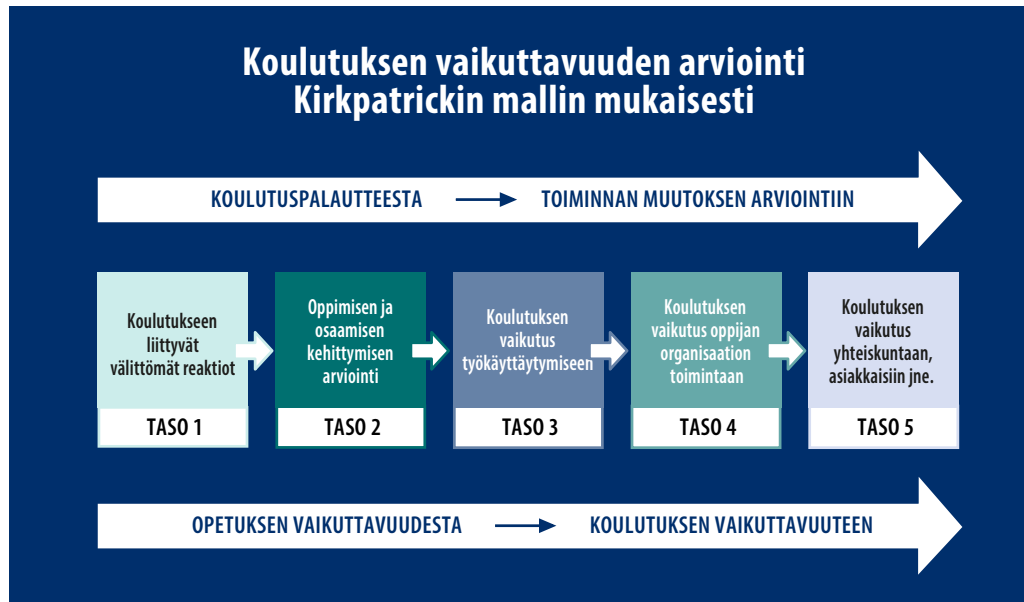 Koulutuksen vaikuttavuuden arviointi
Kirkpatrickin mallin mukaisesti
KOULUTUSPALAUTTEESTA → TOIMINNAN MUUTOKSEN ARVIOINTIIN
Koulutukseen
liittyvät
välittömät reaktiot
TASO 1
Oppimisen ja
osaamisen
kehittymisen
arviointi
TASO 2
Koulutuksen
vaikutus
työkäyttäytymiseen
TASO 3
Koulutuksen
vaikutus oppijan
organisaation
toimintaan
TASO 4
Koulutuksen
vaikutus
yhteiskuntaan,
asiakkaisiin jne.
TASO 5
OPETUKSEN VAIKUTTAVUUDESTA → KOULUTUKSEN VAIKUTTAVUUTEEN